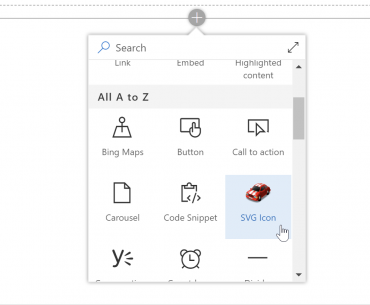 Search
Link Embed Highlighted
content
All A to Z
Bing Maps Button Call to action
Carousel Code Snippet SVG Icon